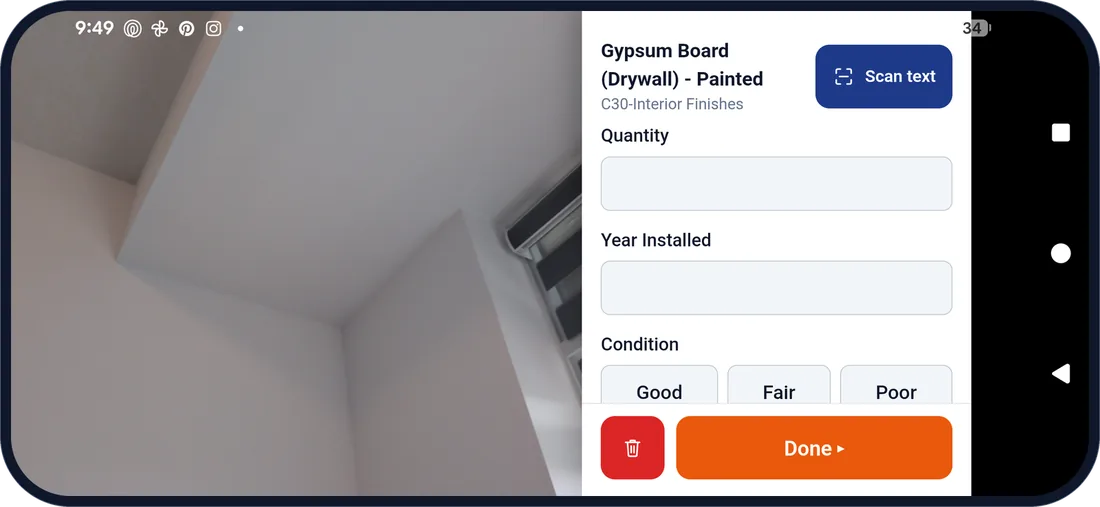 9:49
34
Gypsum Board
(Drywall) - Painted
C30-Interior Finishes
Scan text
Quantity
Year Installed
Condition
Good
Fair
Poor
Done ▸